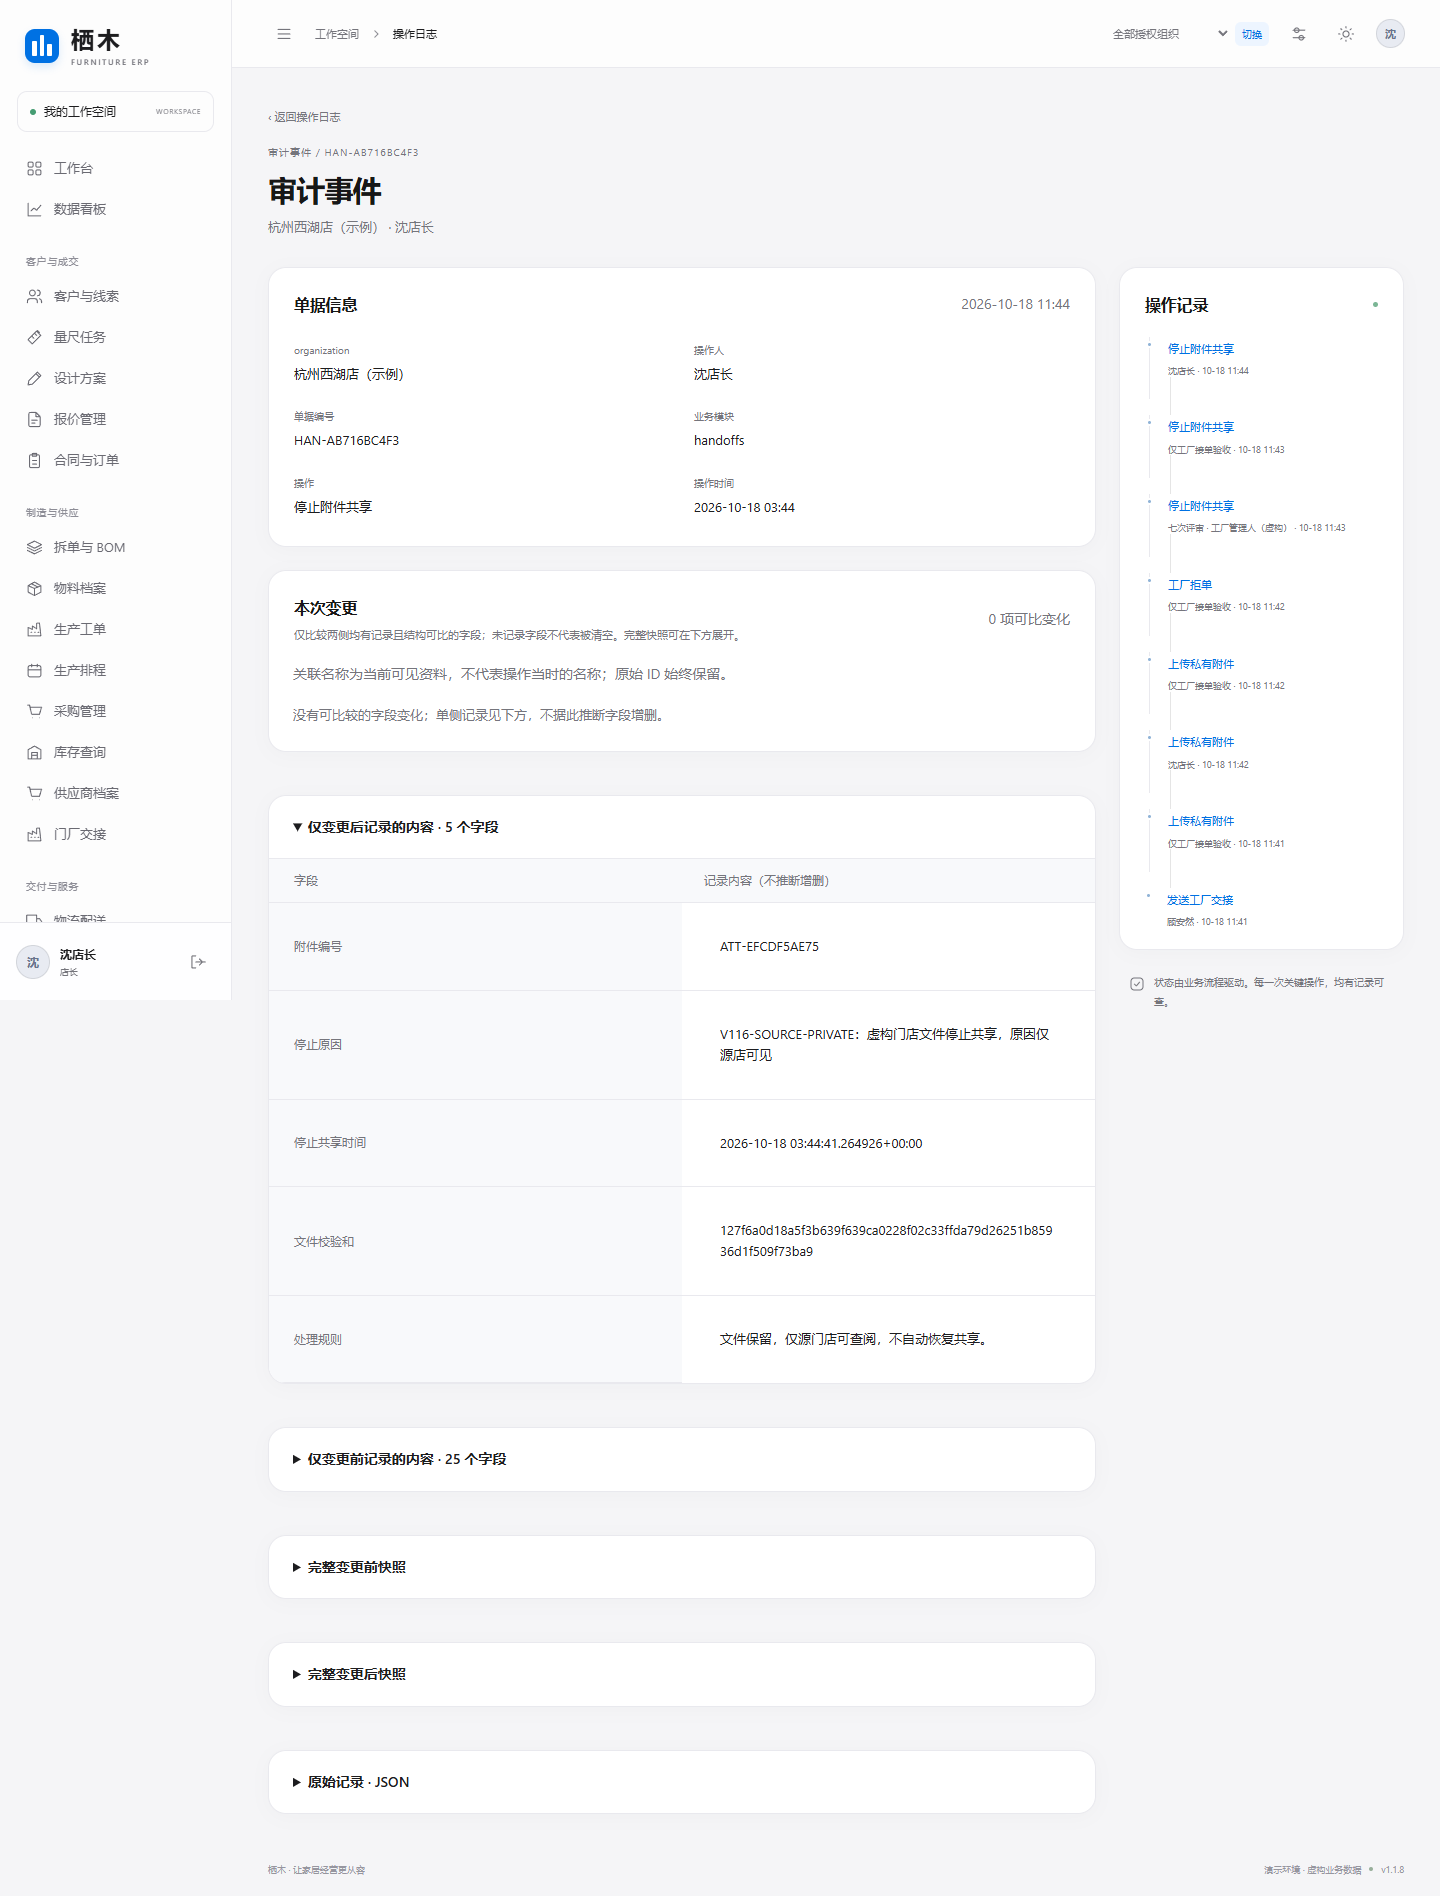 栖木
FURNITURE ERP
我的工作空间 WORKSPACE
工作台
数据看板
客户与成交
客户与线索
量尺任务
设计方案
报价管理
合同与订单
制造与供应
拆单与 BOM
物料档案
生产工单
生产排程
采购管理
库存查询
供应商档案
门厂交接
交付与服务
物流配送
沈 沈店长
店长
工作空间 > 操作日志
全部授权组织 切换 沈
‹ 返回操作日志
审计事件 / HAN-AB716BC4F3
审计事件
杭州西湖店（示例） · 沈店长
单据信息 2026-10-18 11:44
organization 操作人
杭州西湖店（示例） 沈店长
单据编号 业务模块
HAN-AB716BC4F3 handoffs
操作 操作时间
停止附件共享 2026-10-18 03:44
本次变更
仅比较两侧均有记录且结构可比的字段；未记录字段不代表被清空。完整快照可在下方展开。
0 项可比变化
关联名称为当前可见资料，不代表操作当时的名称；原始 ID 始终保留。
没有可比较的字段变化；单侧记录见下方，不据此推断字段增删。
▼ 仅变更后记录的内容 · 5 个字段
字段 记录内容（不推断增删）
附件编号 ATT-EFCDF5AE75
停止原因 V116-SOURCE-PRIVATE：虚构门店文件停止共享，原因仅
源店可见
停止共享时间 2026-10-18 03:44:41.264926+00:00
文件校验和 127f6a0d18a5f3b639f639ca0228f02c33ffda79d26251b859
36d1f509f73ba9
处理规则 文件保留，仅源门店可查阅，不自动恢复共享。
▶ 仅变更前记录的内容 · 25 个字段
▶ 完整变更前快照
▶ 完整变更后快照
▶ 原始记录 · JSON
操作记录
停止附件共享
沈店长 · 10-18 11:44
停止附件共享
仅工厂接单验收 · 10-18 11:43
停止附件共享
七次评审 · 工厂管理人（虚构） · 10-18 11:43
工厂拒单
仅工厂接单验收 · 10-18 11:42
上传私有附件
仅工厂接单验收 · 10-18 11:42
上传私有附件
沈店长 · 10-18 11:42
上传私有附件
仅工厂接单验收 · 10-18 11:41
发送工厂交接
顾安然 · 10-18 11:41
状态由业务流程驱动。每一次关键操作，均有记录可
查。
栖木 · 让家居经营更从容
演示环境 · 虚构业务数据 • v1.1.8